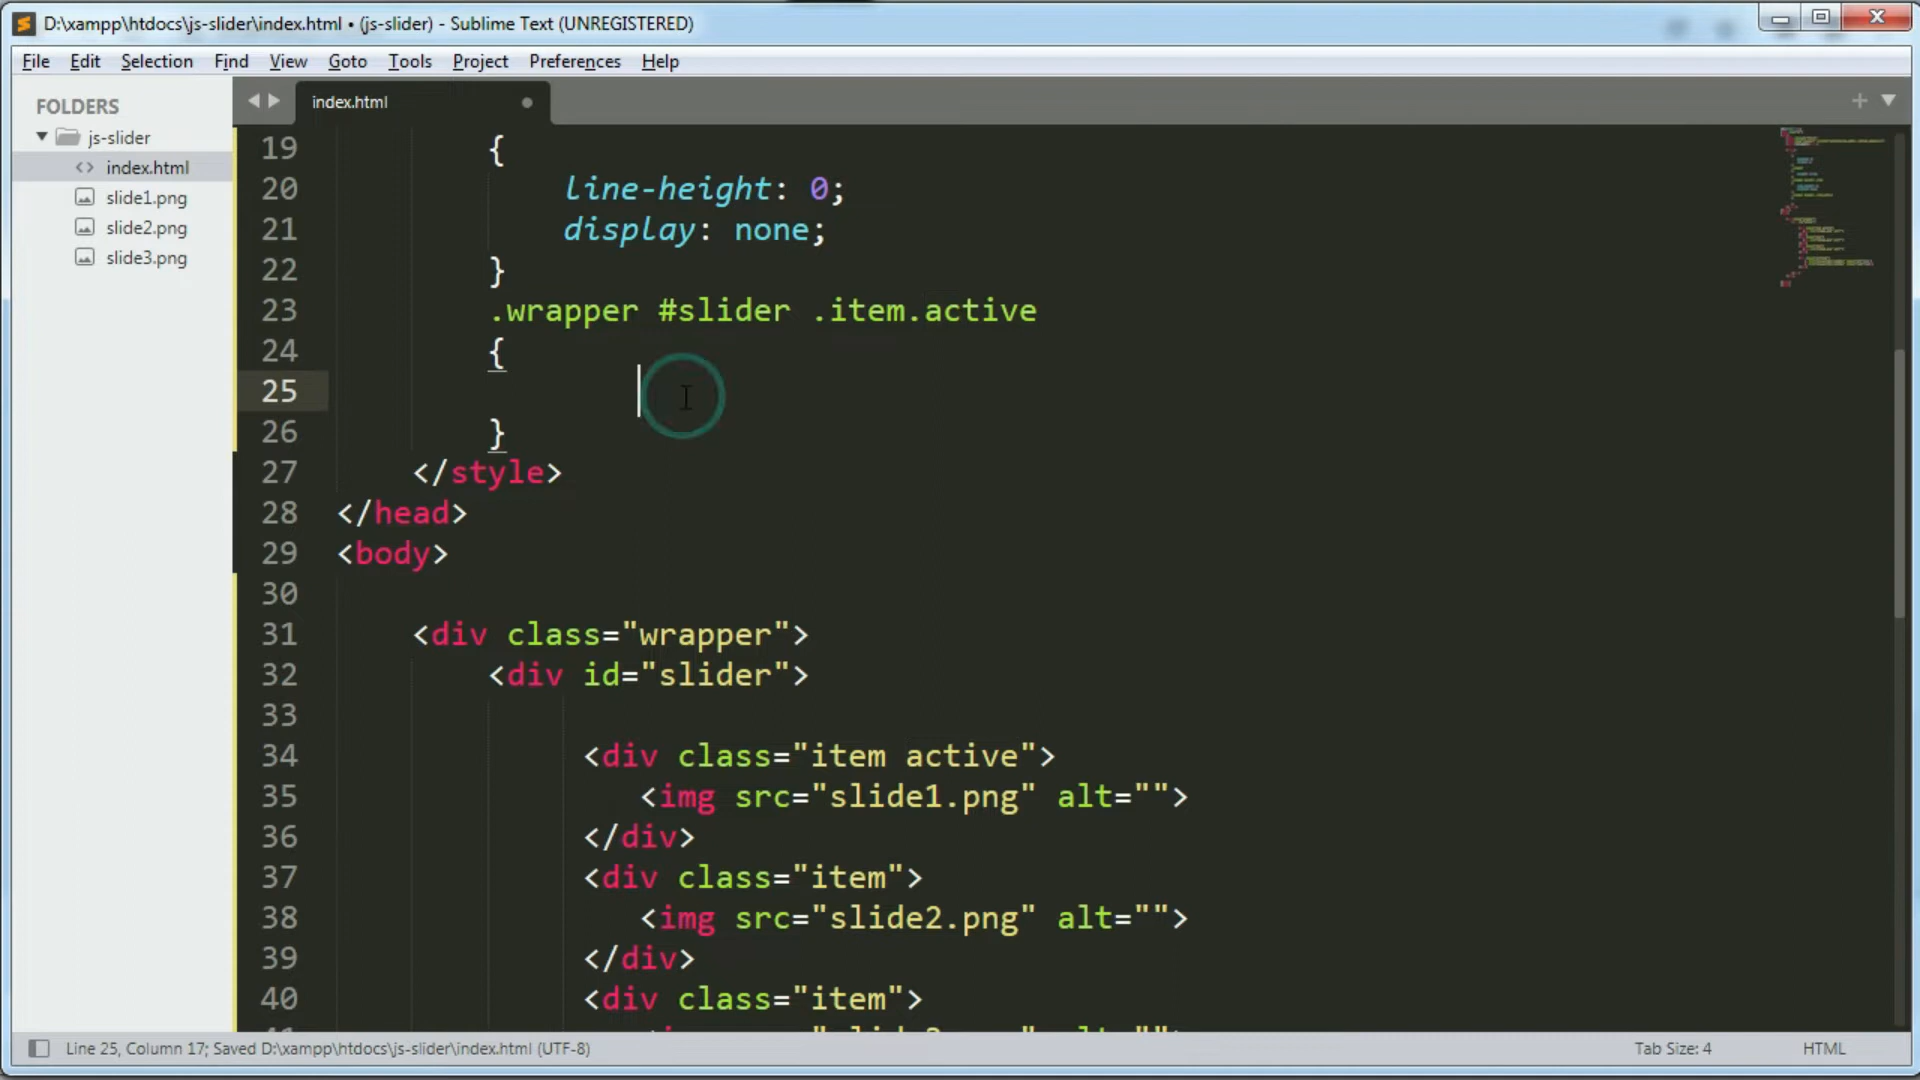 D:\xampp\htdocs\js-slider\index.html • (js-slider) - Sublime Text (UNREGISTERED)
File Edit Selection Find View Goto Tools Project Preferences Help
FOLDERS
js-slider
index.html
slide1.png
slide2.png
slide3.png
index.html
19 {
20 line-height: 0;
21 display: none;
22 }
23 .wrapper #slider .item.active
24 {
25
26 }
27 </style>
28 </head>
29 <body>
30
31 <div class="wrapper">
32 <div id="slider">
33
34 <div class="item active">
35 <img src="slide1.png" alt="">
36 </div>
37 <div class="item">
38 <img src="slide2.png" alt="">
39 </div>
40 <div class="item">
Line 25, Column 17; Saved D:\xampp\htdocs\js-slider\index.html (UTF-8)
Tab Size: 4
HTML